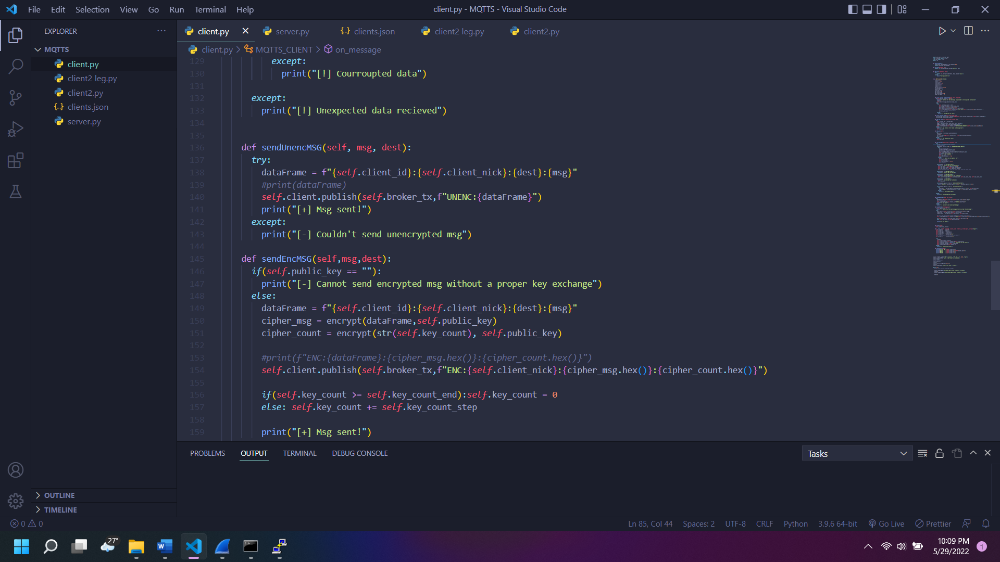 File Edit Selection View Go Run Terminal Help
client.py - MQTTS - Visual Studio Code
EXPLORER
MQTTS
client.py
client2 leg.py
client2.py
clients.json
server.py
OUTLINE
TIMELINE
client.py server.py clients.json client2 leg.py client2.py
client.py MQTTS_CLIENT on_message
129 except:
130 print("[!] Courroupted data")
131
132 except:
133 print("[!] Unexpected data recieved")
134
135
136 def sendUnencMSG(self, msg, dest):
137 try:
138 dataFrame = f"{self.client_id}:{self.client_nick}:{dest}:{msg}"
139 #print(dataFrame)
140 self.client.publish(self.broker_tx,f"UNENC:{dataFrame}")
141 print("[+] Msg sent!")
142 except:
143 print("[-] Couldn't send unencrypted msg")
144
145 def sendEncMSG(self,msg,dest):
146 if(self.public_key == ""):
147 print("[-] Cannot send encrypted msg without a proper key exchange")
148 else:
149 dataFrame = f"{self.client_id}:{self.client_nick}:{dest}:{msg}"
150 cipher_msg = encrypt(dataFrame,self.public_key)
151 cipher_count = encrypt(str(self.key_count), self.public_key)
152
153 #print(f"ENC:{dataFrame}:{cipher_msg.hex()}:{cipher_count.hex()}")
154 self.client.publish(self.broker_tx,f"ENC:{self.client_nick}:{cipher_msg.hex()}:{cipher_count.hex()}")
155
156 if(self.key_count >= self.key_count_end):self.key_count = 0
157 else: self.key_count += self.key_count_step
158
159 print("[+] Msg sent!")
PROBLEMS OUTPUT TERMINAL DEBUG CONSOLE
Tasks
0 0
Ln 85, Col 44 Spaces: 2 UTF-8 CRLF Python 3.9.6 64-bit Go Live Prettier
27°
10:09 PM
5/29/2022
1